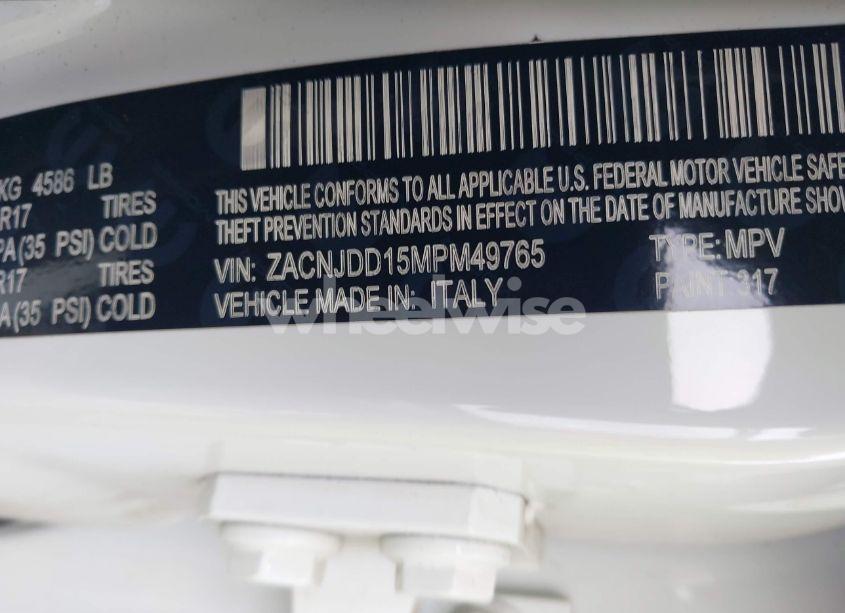 KG 4586 LB
R17 TIRES
PA (35 PSI) COLD
R17 TIRES
A (35 PSI) COLD
THIS VEHICLE CONFORMS TO ALL APPLICABLE U.S. FEDERAL MOTOR VEHICLE SAFE
THEFT PREVENTION STANDARDS IN EFFECT ON THE DATE OF MANUFACTURE SHOW
VIN: ZACNJDD15MPM49765 TYPE: MPV
VEHICLE MADE IN: ITALY PAINT: 317
wheelwise